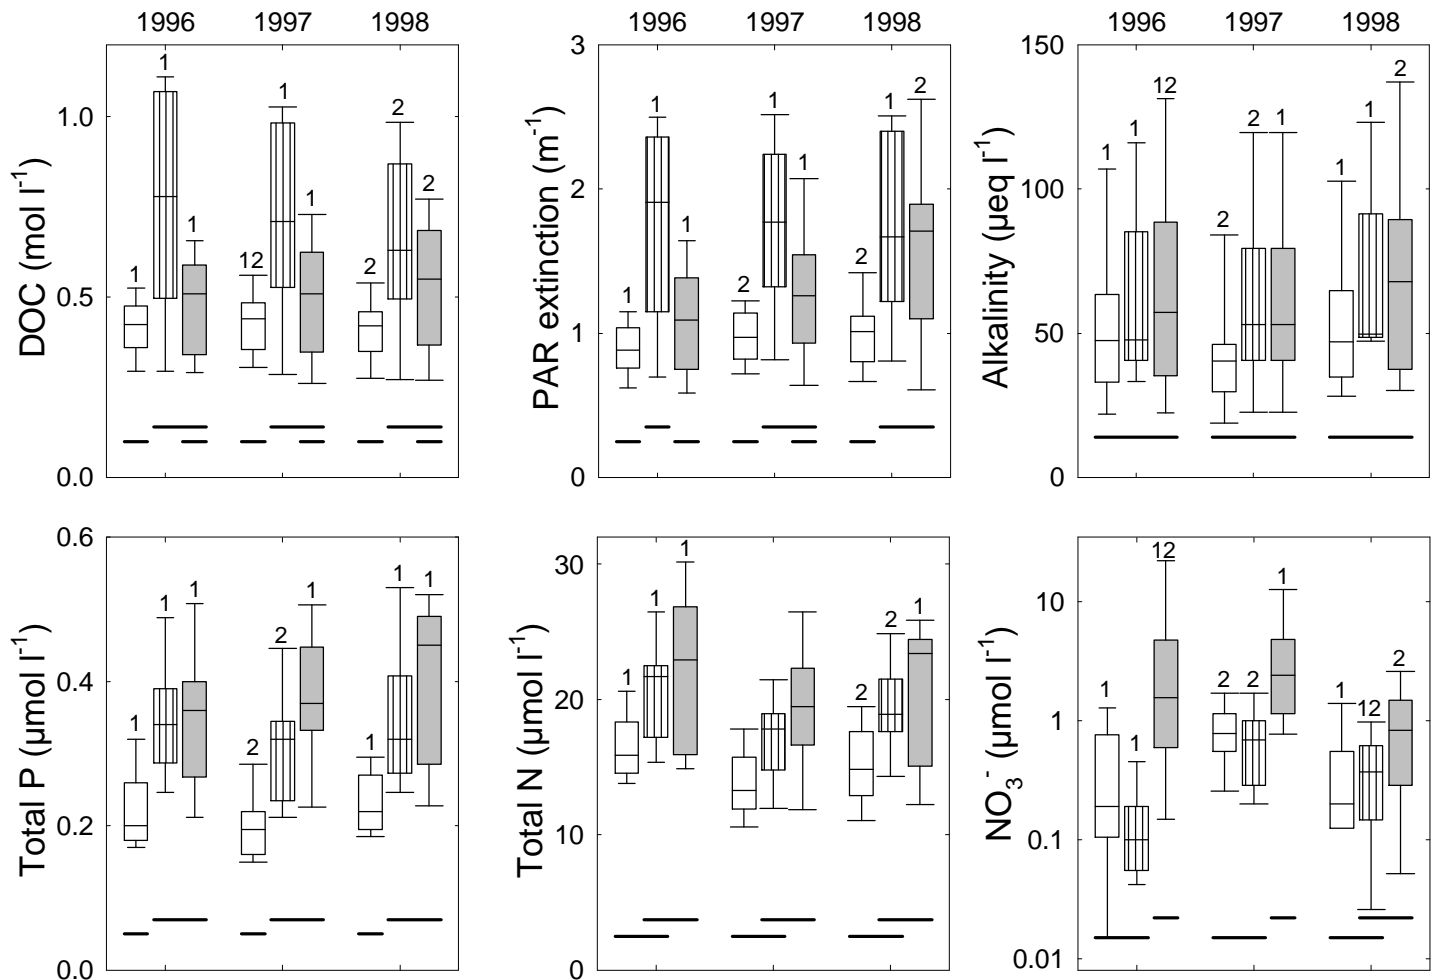 1996 1997 1998
DOC (mol l⁻¹)
1.0
0.5
0.0
1 1 1
12 1 1
2 2 2
1996 1997 1998
PAR extinction (m⁻¹)
3
2
1
0
1 1 1
2 1 1
2 1 2
1996 1997 1998
Alkalinity (µeq l⁻¹)
150
100
50
0
1 1 12
2 2 1
1 1 2
Total P (µmol l⁻¹)
0.6
0.4
0.2
0.0
1 1 1
2 2 1
1 1 1
Total N (µmol l⁻¹)
30
20
10
0
1 1 1
2 2 1
NO₃⁻ (µmol l⁻¹)
10
1
0.1
0.01
1 1 12
2 2 1
1 12 2